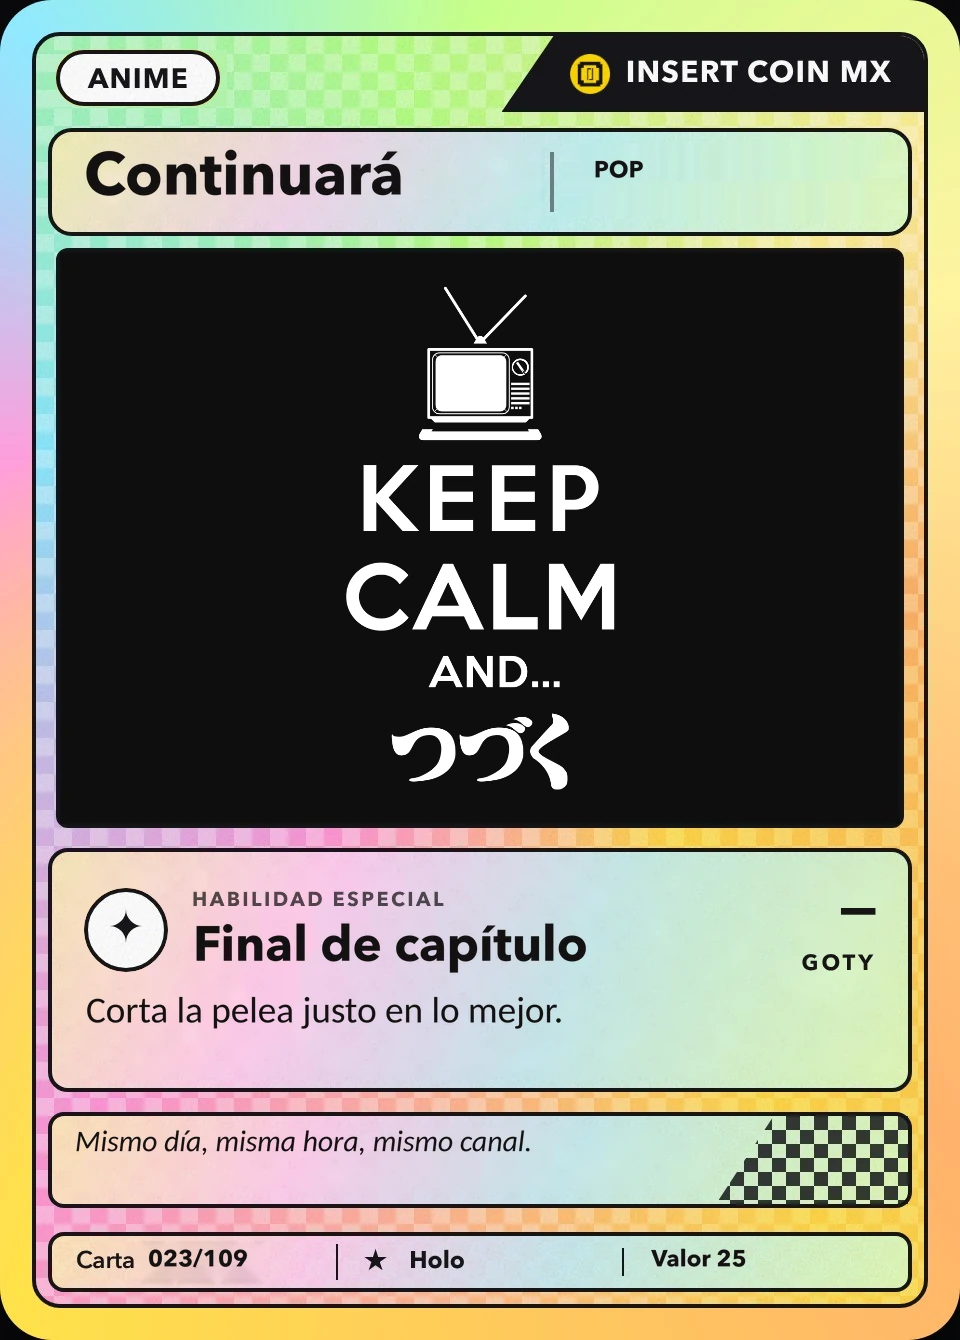 ANIME
INSERT COIN MX
Continuará
POP
KEEP
CALM
AND...
つづく
HABILIDAD ESPECIAL
Final de capítulo
—
GOTY
Corta la pelea justo en lo mejor.
Mismo día, misma hora, mismo canal.
Carta 023/109
★ Holo
Valor 25